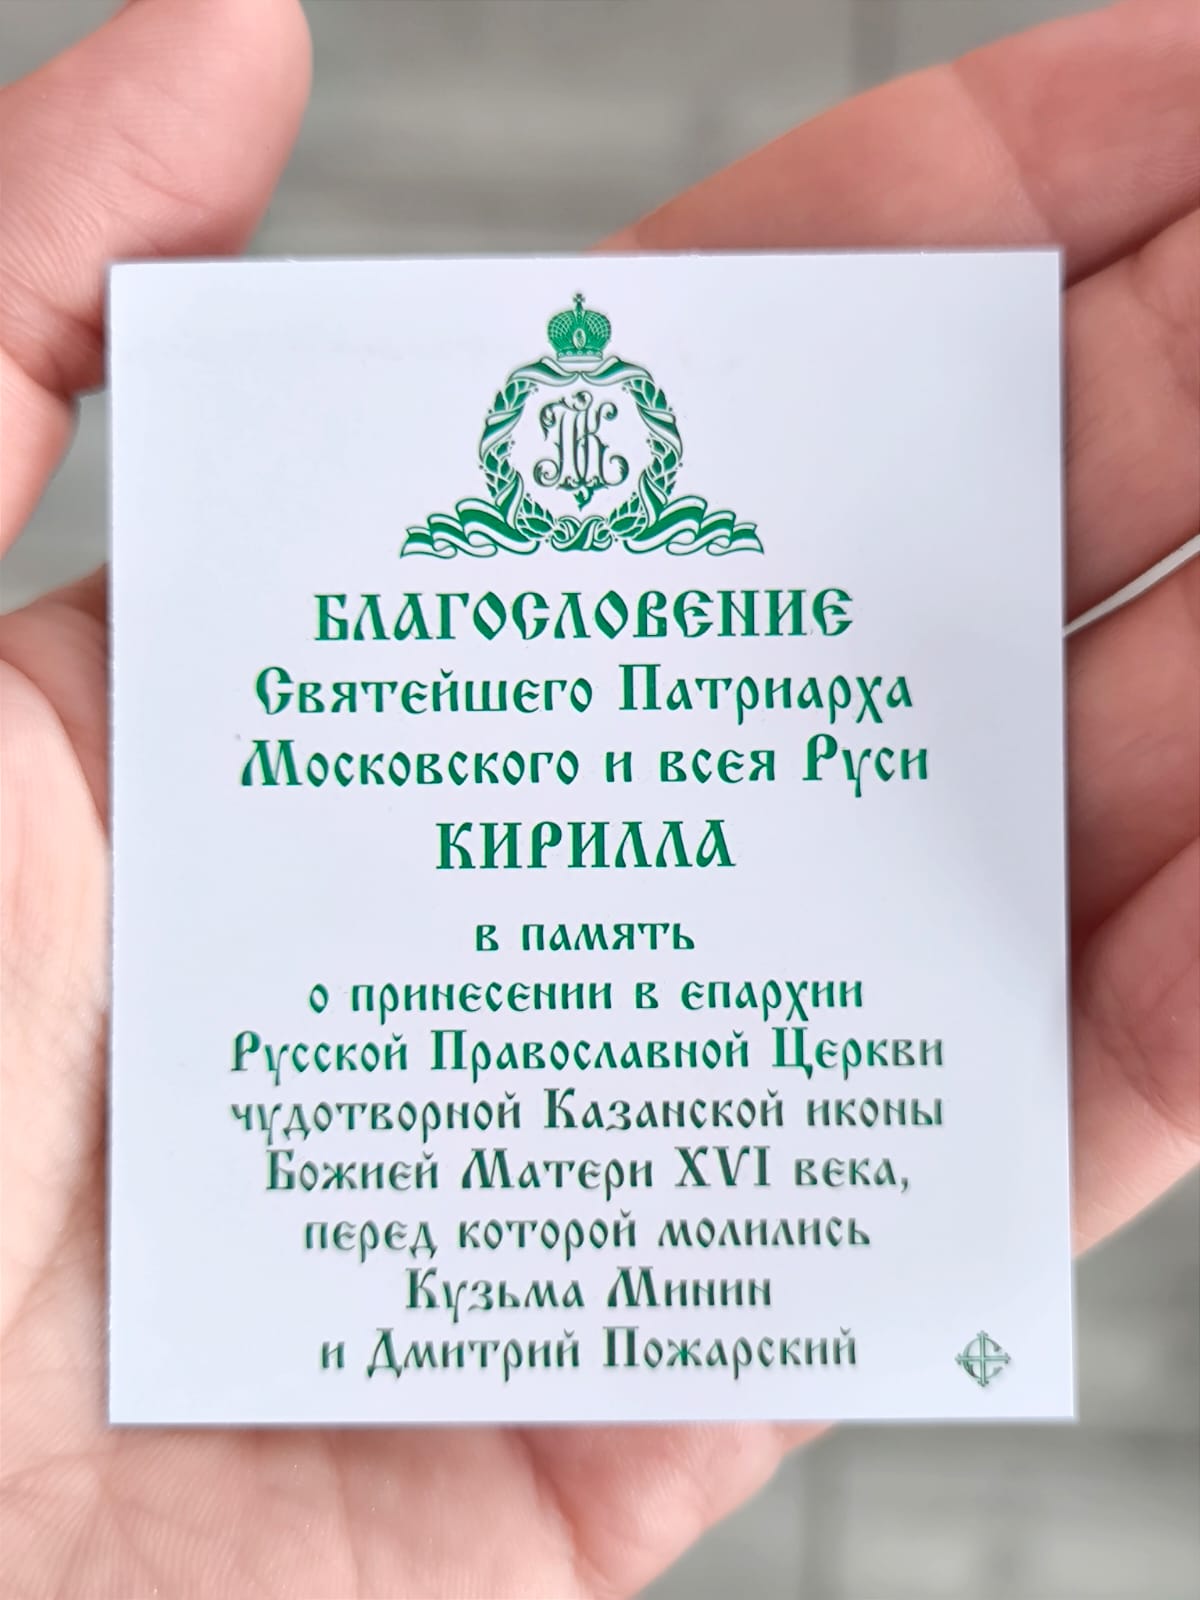 ПК
БЛАГОСЛОВЕНИЕ
Святейшего Патриарха
Московского и всея Руси
КИРИЛЛА
в память
о принесении в епархии
Русской Православной Церкви
чудотворной Казанской иконы
Божией Матери XVI века,
перед которой молились
Кузьма Минин
и Дмитрий Пожарский